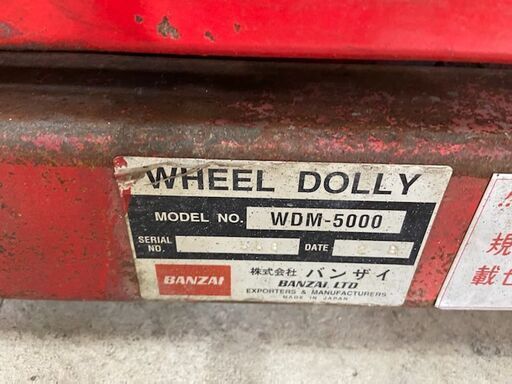 WHEEL DOLLY
MODEL NO. WDM-5000
SERIAL NO. DATE
BANZAI
株式会社 バンザイ
BANZAI, LTD
EXPORTERS & MANUFACTURERS
MADE IN JAPAN
規
載せ